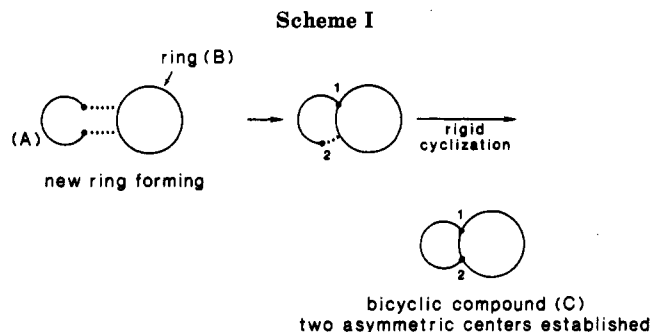 Scheme I
ring (B)
(A)
new ring forming
1
2
rigid
cyclization
1
2
bicyclic compound (C)
two asymmetric centers established